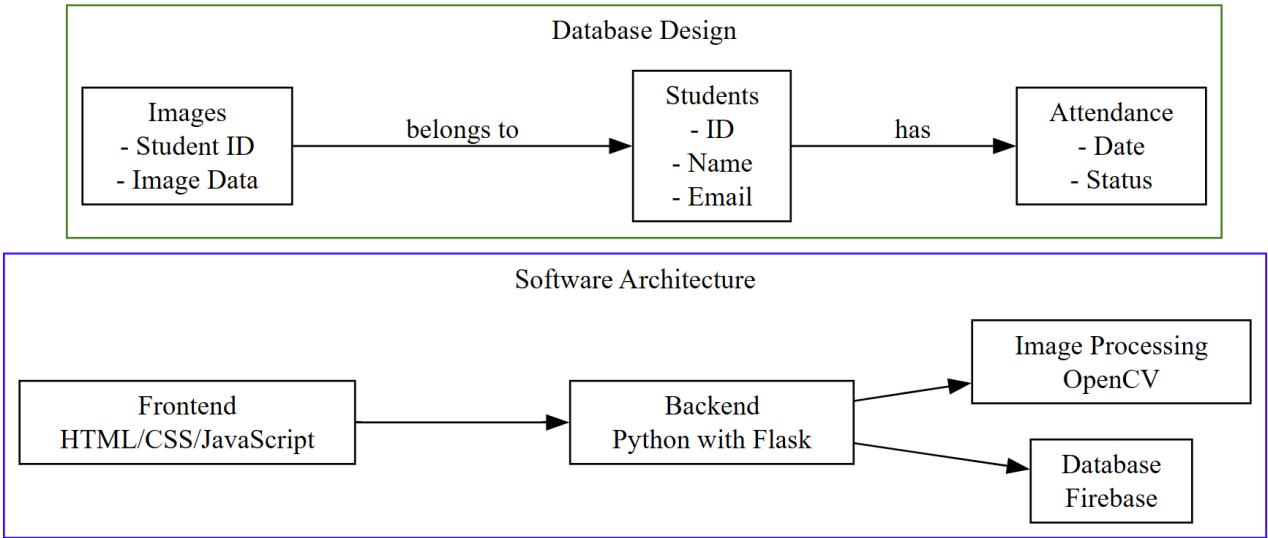 Database Design
Images
- Student ID
- Image Data
belongs to
Students
- ID
- Name
- Email
has
Attendance
- Date
- Status
Software Architecture
Frontend
HTML/CSS/JavaScript
Backend
Python with Flask
Image Processing
OpenCV
Database
Firebase